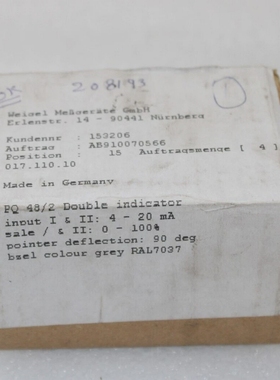 OK 208193
Weigel Meßgeräte GmbH
Erlenstr. 14 - 90441 Nürnberg
Kundennr : 153206
Auftrag : AB910070566
Position : 15 Auftragsmenge [ 4 ]
017.110.10
Made in Germany
PQ 48/2 Double indicator
input I & II: 4 - 20 mA
sale / & II: 0 - 100%
pointer deflection: 90 deg
bzel colour grey RAL7037